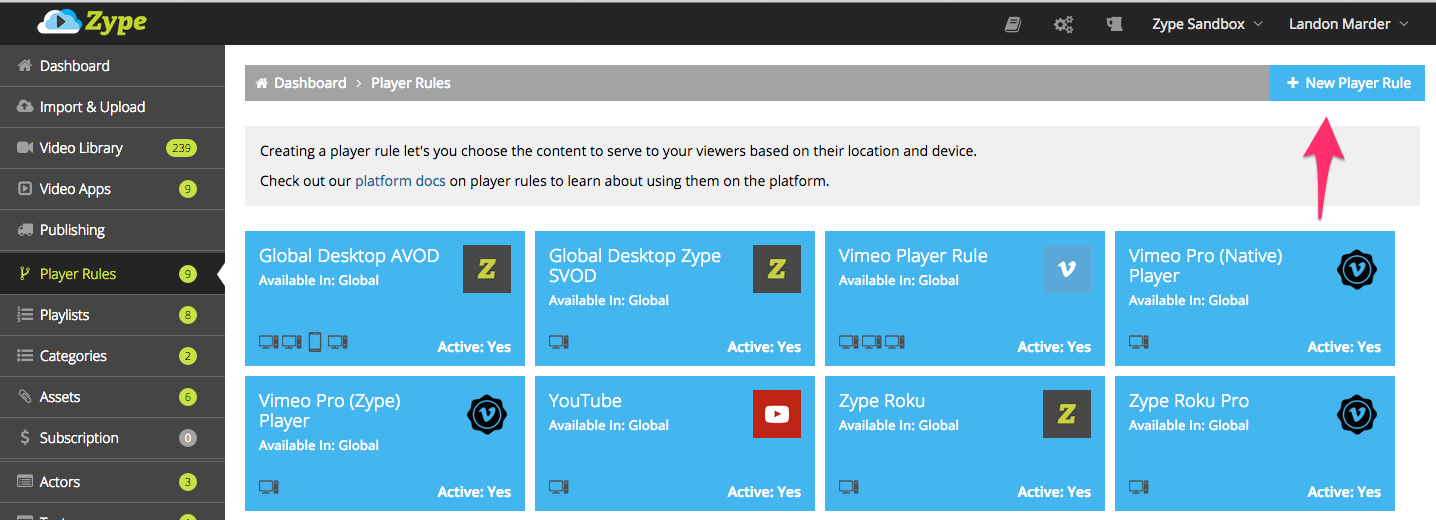 Zype
Zype Sandbox
Landon Marder
Dashboard
Import & Upload
Video Library 239
Video Apps 9
Publishing
Player Rules 9
Playlists 8
Categories 2
Assets 6
Subscription 0
Actors 3
Dashboard > Player Rules
+ New Player Rule
Creating a player rule let's you choose the content to serve to your viewers based on their location and device.
Check out our platform docs on player rules to learn about using them on the platform.
Global Desktop AVOD
Available In: Global
Z
Active: Yes
Global Desktop Zype
SVOD
Available In: Global
Z
Active: Yes
Vimeo Player Rule
Available In: Global
Active: Yes
Vimeo Pro (Native)
Player
Available In: Global
Active: Yes
Vimeo Pro (Zype)
Player
Available In: Global
Active: Yes
YouTube
Available In: Global
Active: Yes
Zype Roku
Available In: Global
Z
Active: Yes
Zype Roku Pro
Available In: Global
Active: Yes